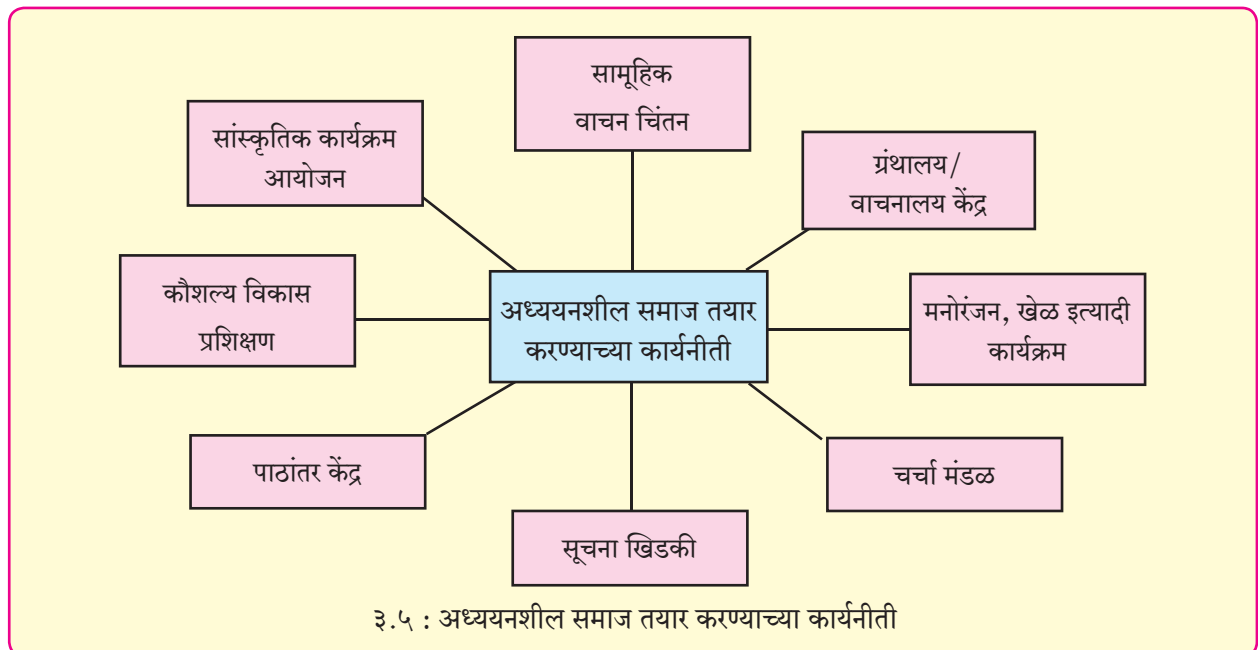 सामूहिक
वाचन चिंतन
सांस्कृतिक कार्यक्रम
आयोजन
ग्रंथालय/
वाचनालय केंद्र
कौशल्य विकास
प्रशिक्षण
अध्ययनशील समाज तयार
करण्याच्या कार्यनीती
मनोरंजन, खेळ इत्यादी
कार्यक्रम
पाठांतर केंद्र
चर्चा मंडळ
सूचना खिडकी
३.५ : अध्ययनशील समाज तयार करण्याच्या कार्यनीती